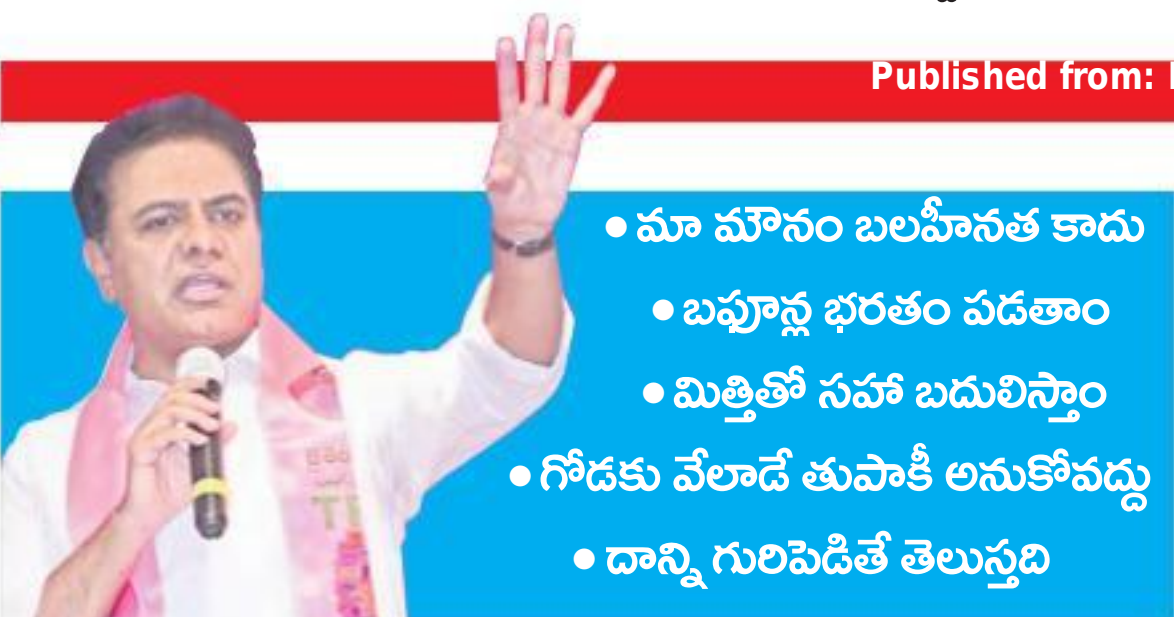 Published from:
• మా మౌనం బలహీనత కాదు
• బఫూన్ల భరతం పడతాం
• మిత్తితో సహా బదులిస్తాం
• గోడకు వేలాడే తుపాకీ అనుకోవద్దు
• దాన్ని గురిపెడితే తెలుస్తది